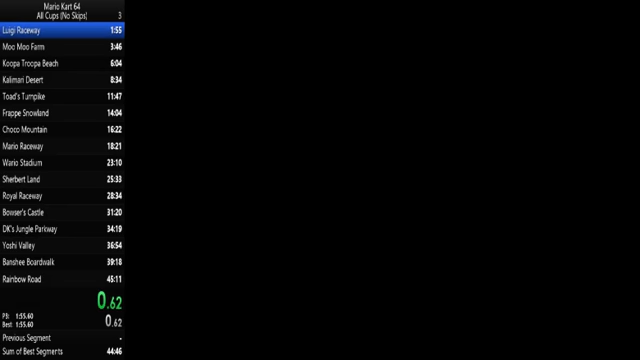 Mario Kart 64
All Cups (No Skips) 3
Luigi Raceway 1:55
Moo Moo Farm 3:46
Koopa Troopa Beach 6:04
Kalimari Desert 8:34
Toad's Turnpike 11:47
Frappe Snowland 14:04
Choco Mountain 16:22
Mario Raceway 18:21
Wario Stadium 23:10
Sherbert Land 25:33
Royal Raceway 28:34
Bowser's Castle 31:20
DK's Jungle Parkway 34:19
Yoshi Valley 36:54
Banshee Boardwalk 39:18
Rainbow Road 45:11
0.62
PB: 1:55.60
Best: 1:55.60 0.62
Previous Segment -
Sum of Best Segments 44:46